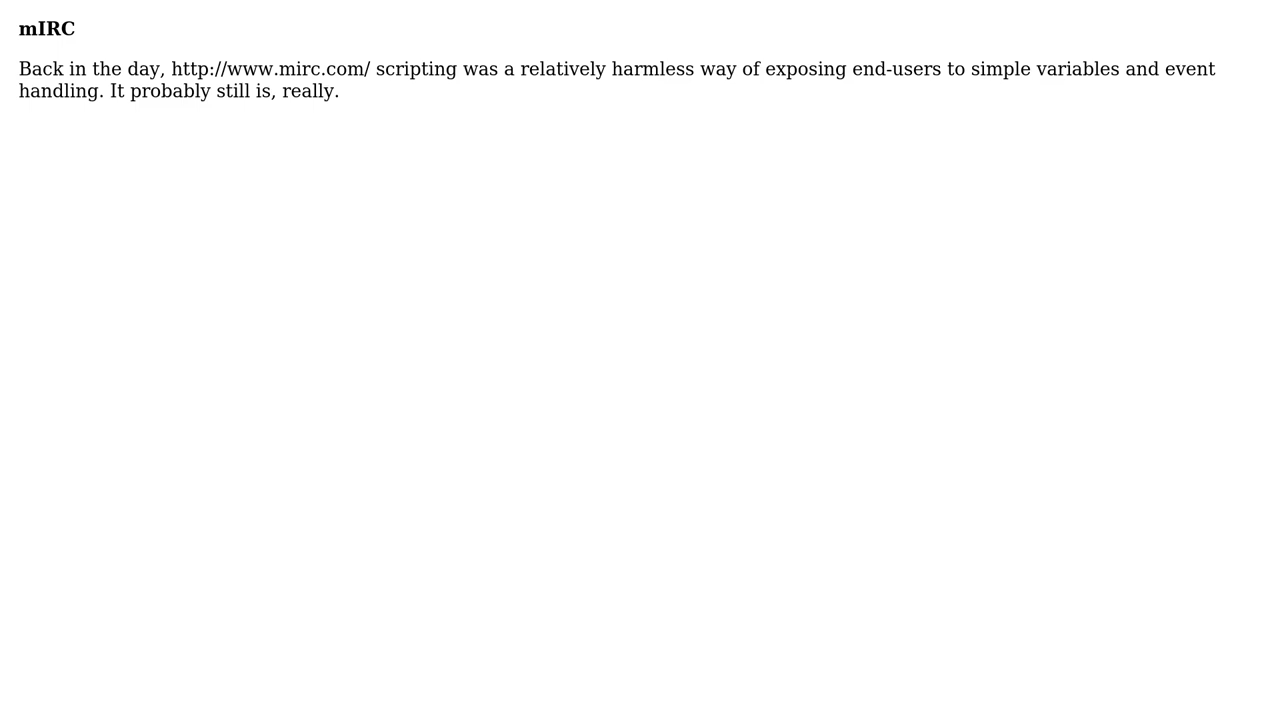 mIRC
Back in the day, http://www.mirc.com/ scripting was a relatively harmless way of exposing end-users to simple variables and event
handling. It probably still is, really.